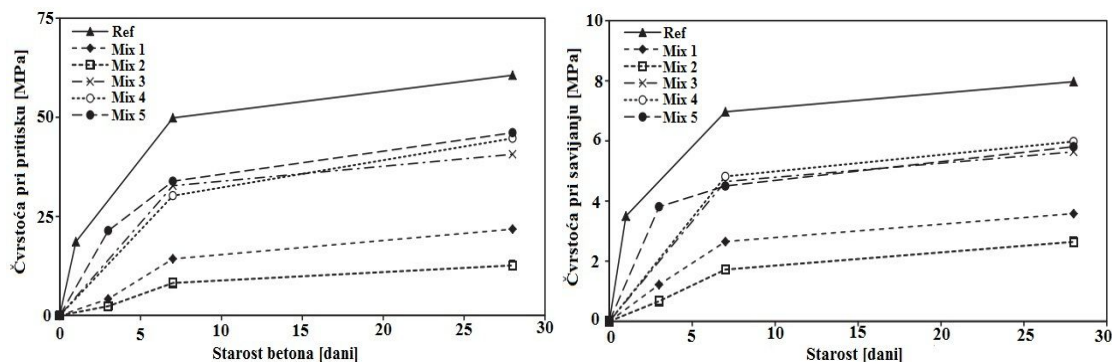 Čvrstoća pri pritisku [MPa]
75
50
25
0
Ref
Mix 1
Mix 2
Mix 3
Mix 4
Mix 5
0 5 10 15 20 25 30
Starost betona [dani]
Čvrstoća pri savijanju [MPa]
10
8
6
4
2
0
Ref
Mix 1
Mix 2
Mix 3
Mix 4
Mix 5
0 5 10 15 20 25 30
Starost betona [dani]